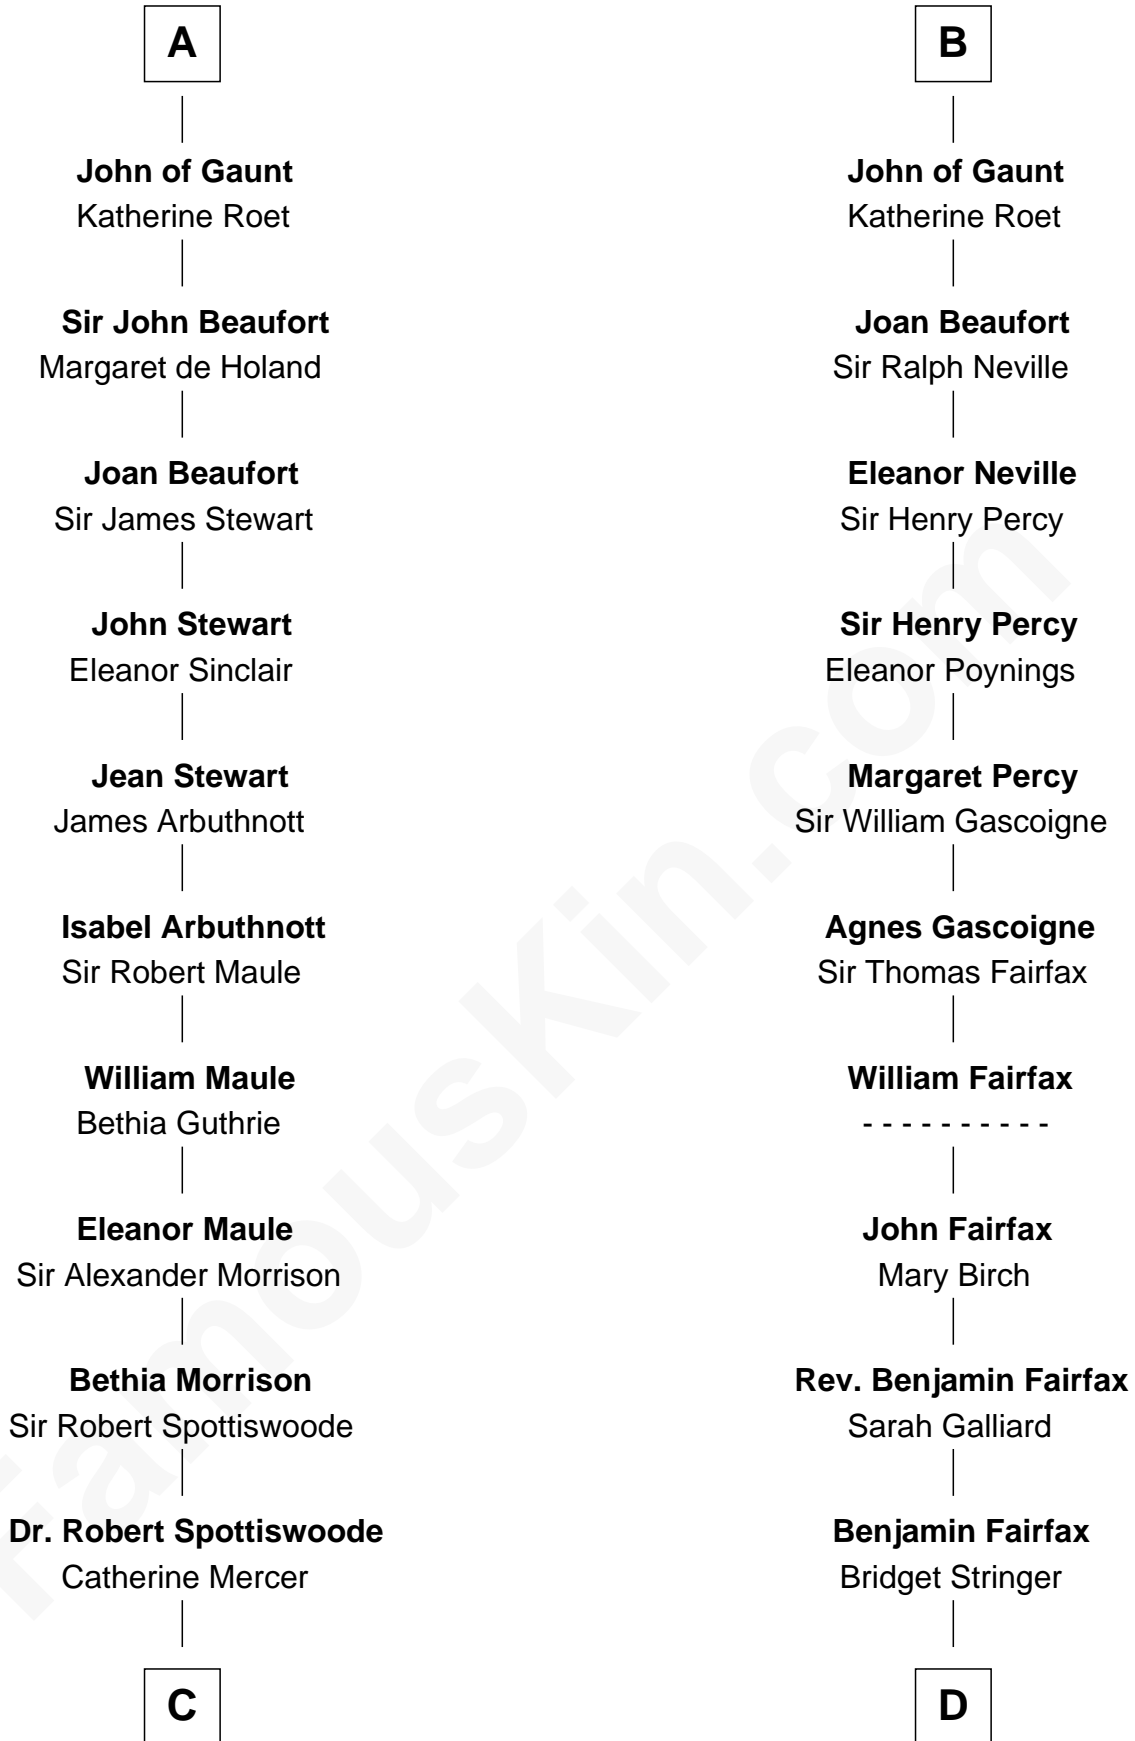 A
John of Gaunt
Katherine Roet
Sir John Beaufort
Margaret de Holand
Joan Beaufort
Sir James Stewart
John Stewart
Eleanor Sinclair
Jean Stewart
James Arbuthnott
Isabel Arbuthnott
Sir Robert Maule
William Maule
Bethia Guthrie
Eleanor Maule
Sir Alexander Morrison
Bethia Morrison
Sir Robert Spottiswoode
Dr. Robert Spottiswoode
Catherine Mercer
C
B
John of Gaunt
Katherine Roet
Joan Beaufort
Sir Ralph Neville
Eleanor Neville
Sir Henry Percy
Sir Henry Percy
Eleanor Poynings
Margaret Percy
Sir William Gascoigne
Agnes Gascoigne
Sir Thomas Fairfax
William Fairfax
- - - - - - - - - -
John Fairfax
Mary Birch
Rev. Benjamin Fairfax
Sarah Galliard
Benjamin Fairfax
Bridget Stringer
D
FamousKin.com